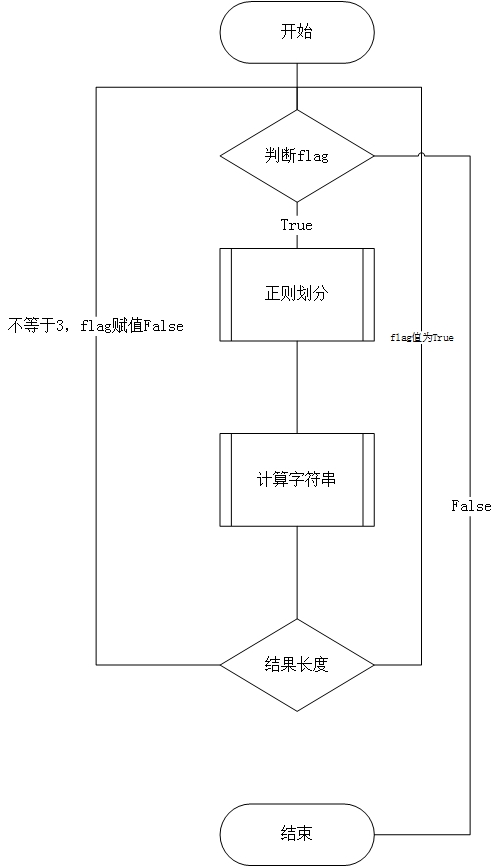 开始
判断flag
True
正则划分
不等于3，flag赋值False
flag值为True
计算字符串
False
结果长度
结束